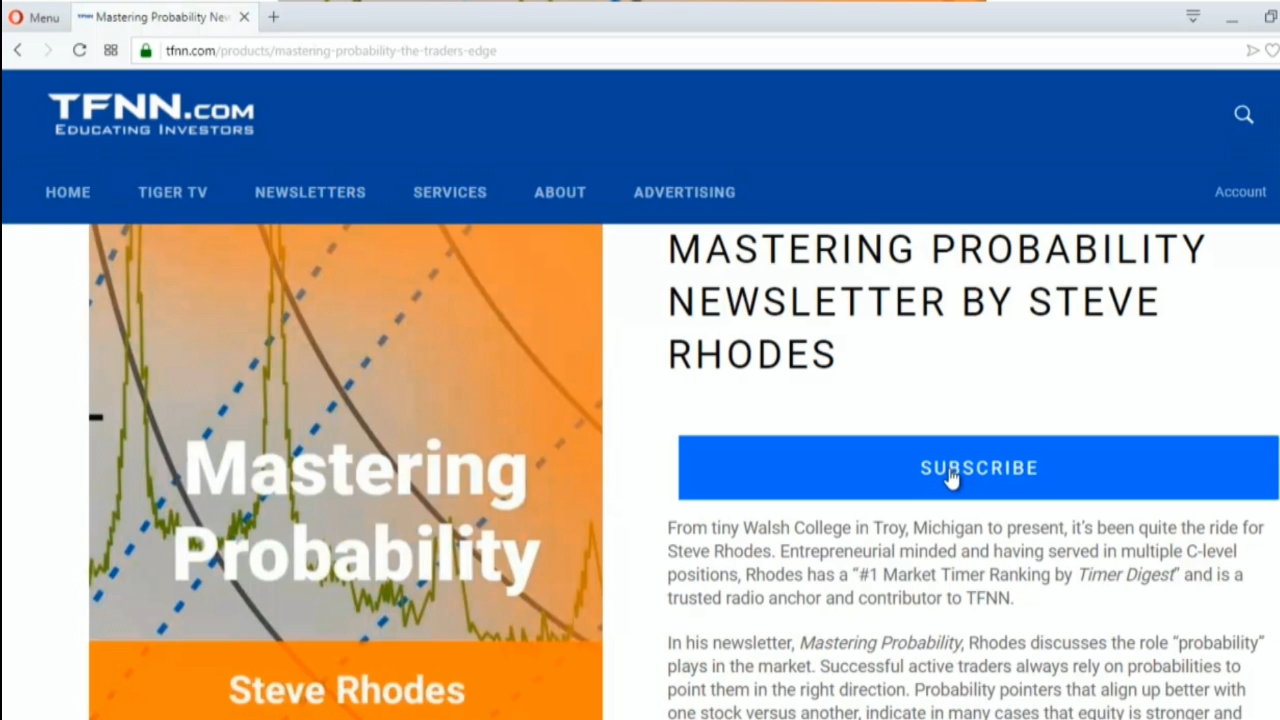 Menu
TFNN Mastering Probability New
tfnn.com/products/mastering-probability-the-traders-edge
TFNN.COM
EDUCATING INVESTORS
HOME TIGER TV NEWSLETTERS SERVICES ABOUT ADVERTISING Account
MASTERING PROBABILITY
NEWSLETTER BY STEVE
RHODES
Mastering
Probability
Steve Rhodes
SUBSCRIBE
From tiny Walsh College in Troy, Michigan to present, it's been quite the ride for
Steve Rhodes. Entrepreneurial minded and having served in multiple C-level
positions, Rhodes has a “#1 Market Timer Ranking by Timer Digest” and is a
trusted radio anchor and contributor to TFNN.
In his newsletter, Mastering Probability, Rhodes discusses the role “probability”
plays in the market. Successful active traders always rely on probabilities to
point them in the right direction. Probability pointers that align up better with
one stock versus another, indicate in many cases that equity is stronger and